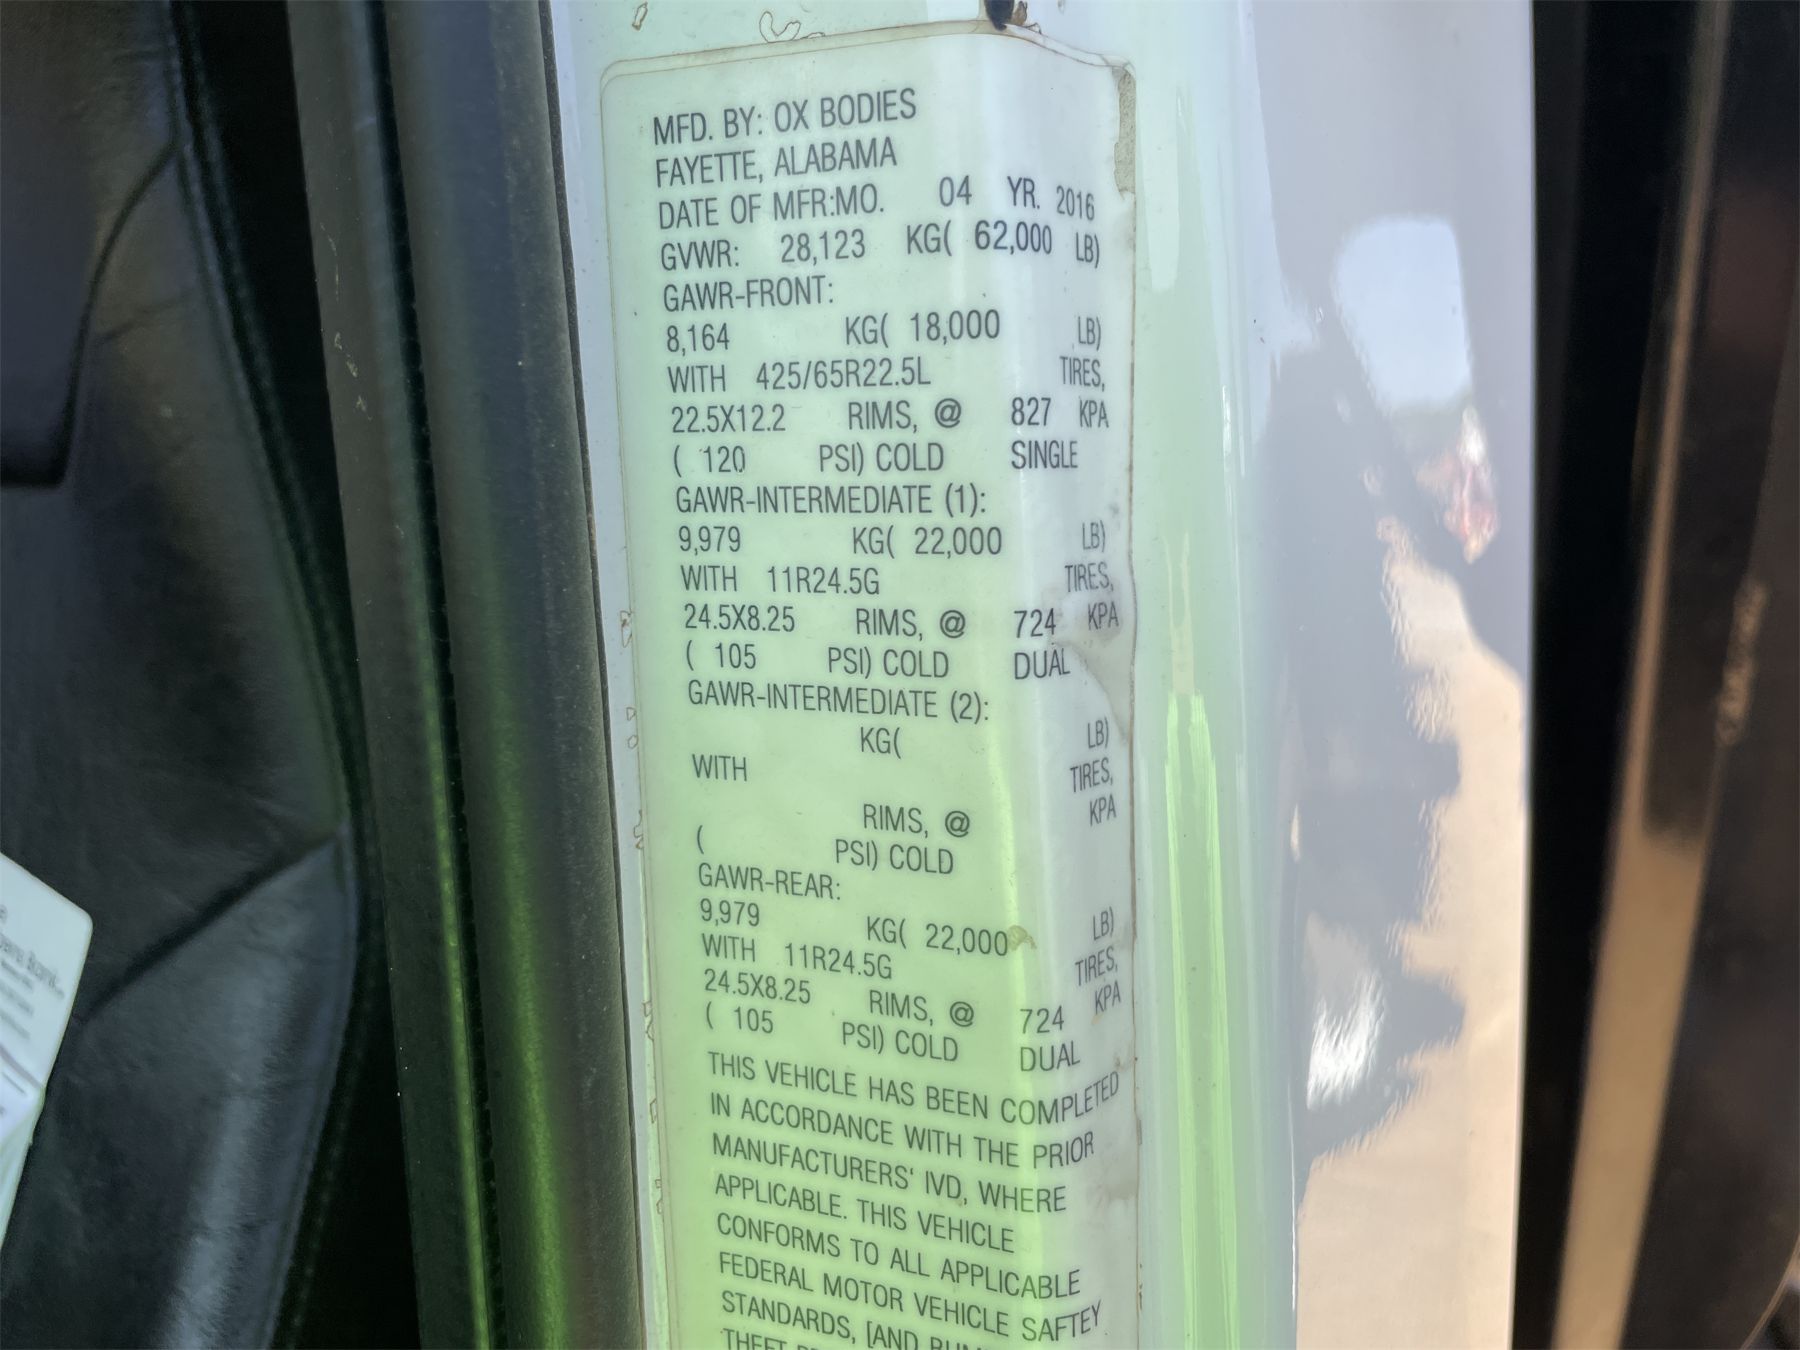 MFD. BY: OX BODIES
FAYETTE, ALABAMA
DATE OF MFR:MO. 04 YR. 2016
GVWR: 28,123 KG( 62,000 LB)
GAWR-FRONT:
8,164 KG( 18,000 LB)
WITH 425/65R22.5L TIRES,
22.5X12.2 RIMS, @ 827 KPA
( 120 PSI) COLD SINGLE
GAWR-INTERMEDIATE (1):
9,979 KG( 22,000 LB)
WITH 11R24.5G TIRES,
24.5X8.25 RIMS, @ 724 KPA
( 105 PSI) COLD DUAL
GAWR-INTERMEDIATE (2):
KG( LB)
WITH TIRES,
RIMS, @ KPA
( PSI) COLD
GAWR-REAR:
9,979 KG( 22,000 LB)
WITH 11R24.5G TIRES,
24.5X8.25 RIMS, @ 724 KPA
( 105 PSI) COLD DUAL
THIS VEHICLE HAS BEEN COMPLETED
IN ACCORDANCE WITH THE PRIOR
MANUFACTURERS' IVD, WHERE
APPLICABLE. THIS VEHICLE
CONFORMS TO ALL APPLICABLE
FEDERAL MOTOR VEHICLE SAFTEY
STANDARDS, [AND
THEFT